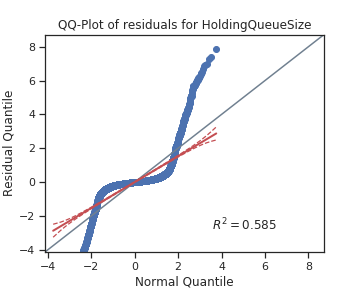 QQ-Plot of residuals for HoldingQueueSize
Residual Quantile
8
6
4
2
0
−2
−4
R² = 0.585
−4 −2 0 2 4 6 8
Normal Quantile